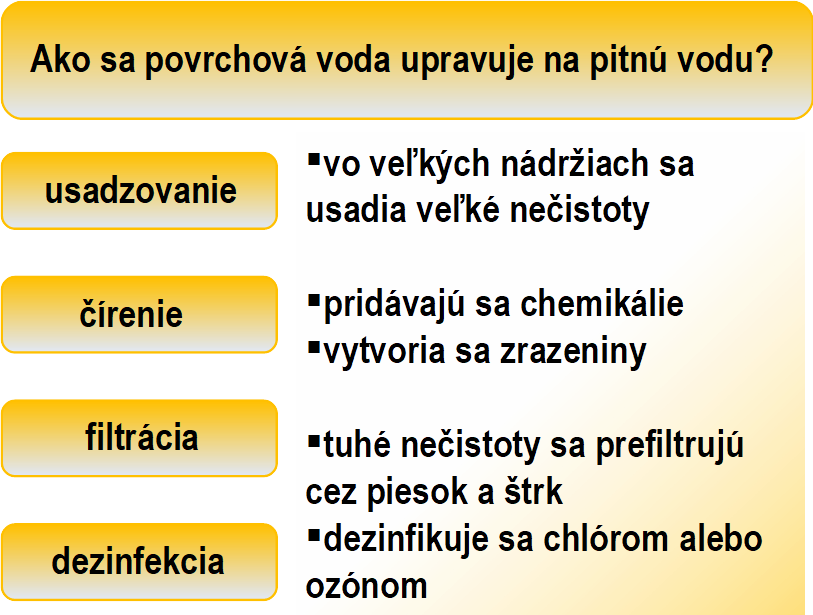 Ako sa povrchová voda upravuje na pitnú vodu?
usadzovanie
▪vo veľkých nádržiach sa
usadia veľké nečistoty
čírenie
▪pridávajú sa chemikálie
▪vytvoria sa zrazeniny
filtrácia
▪tuhé nečistoty sa prefiltrujú
cez piesok a štrk
dezinfekcia
▪dezinfikuje sa chlórom alebo
ozónom